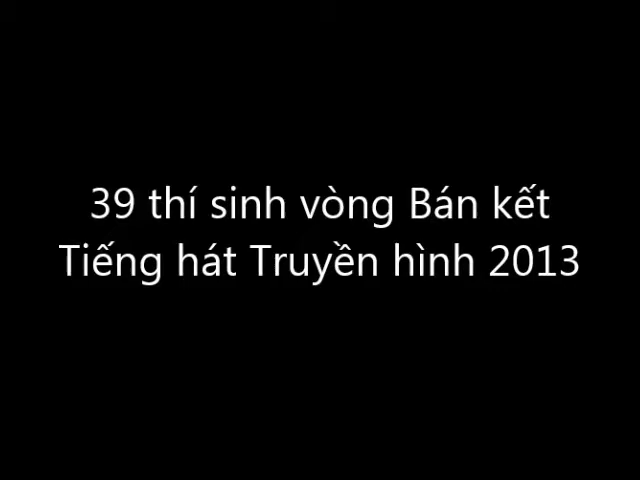 39 thí sinh vòng Bán kết
Tiếng hát Truyền hình 2013